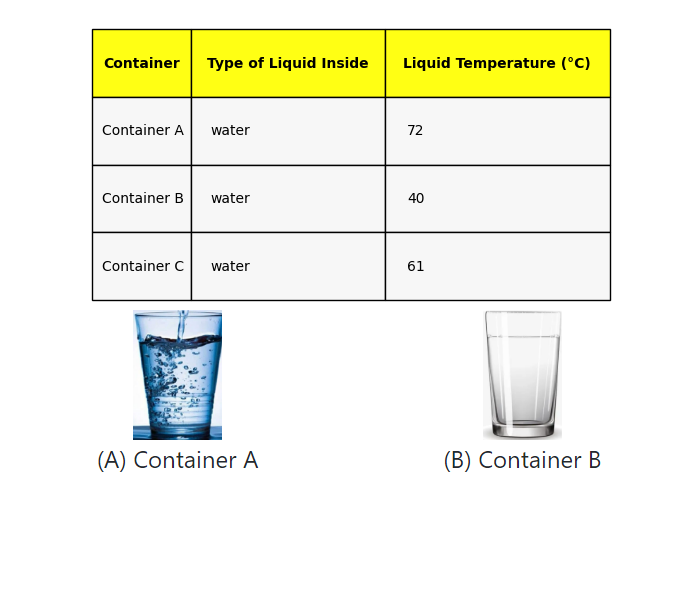 Container Type of Liquid Inside Liquid Temperature (°C)
Container A water 72
Container B water 40
Container C water 61
(A) Container A (B) Container B